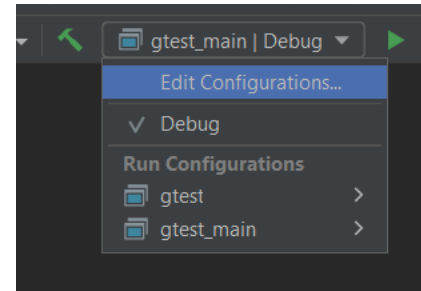 gtest_main | Debug
Edit Configurations...
Debug
Run Configurations
gtest
gtest_main